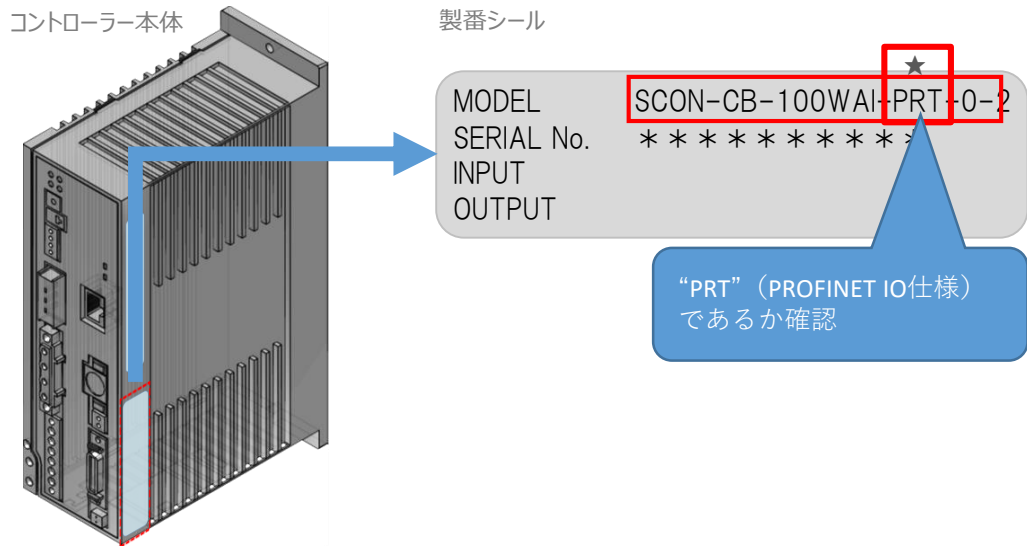 コントローラー本体
製番シール
★
MODEL SCON-CB-100WAI-PRT-0-2
SERIAL No. ＊＊＊＊＊＊＊＊＊＊
INPUT
OUTPUT
“PRT”（PROFINET IO仕様）
であるか確認